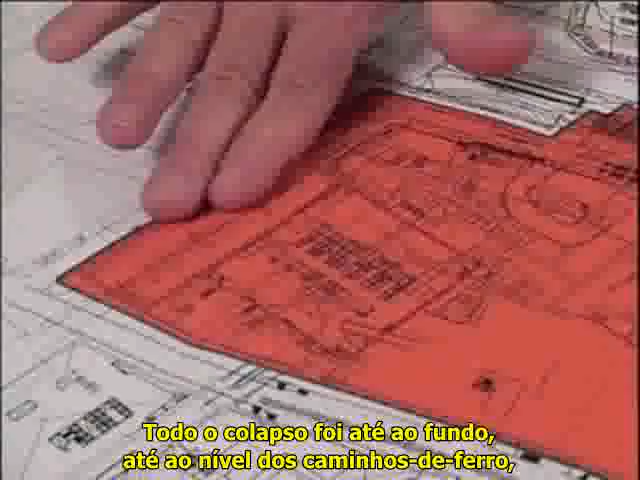 Todo o colapso foi até ao fundo,
até ao nível dos caminhos-de-ferro,